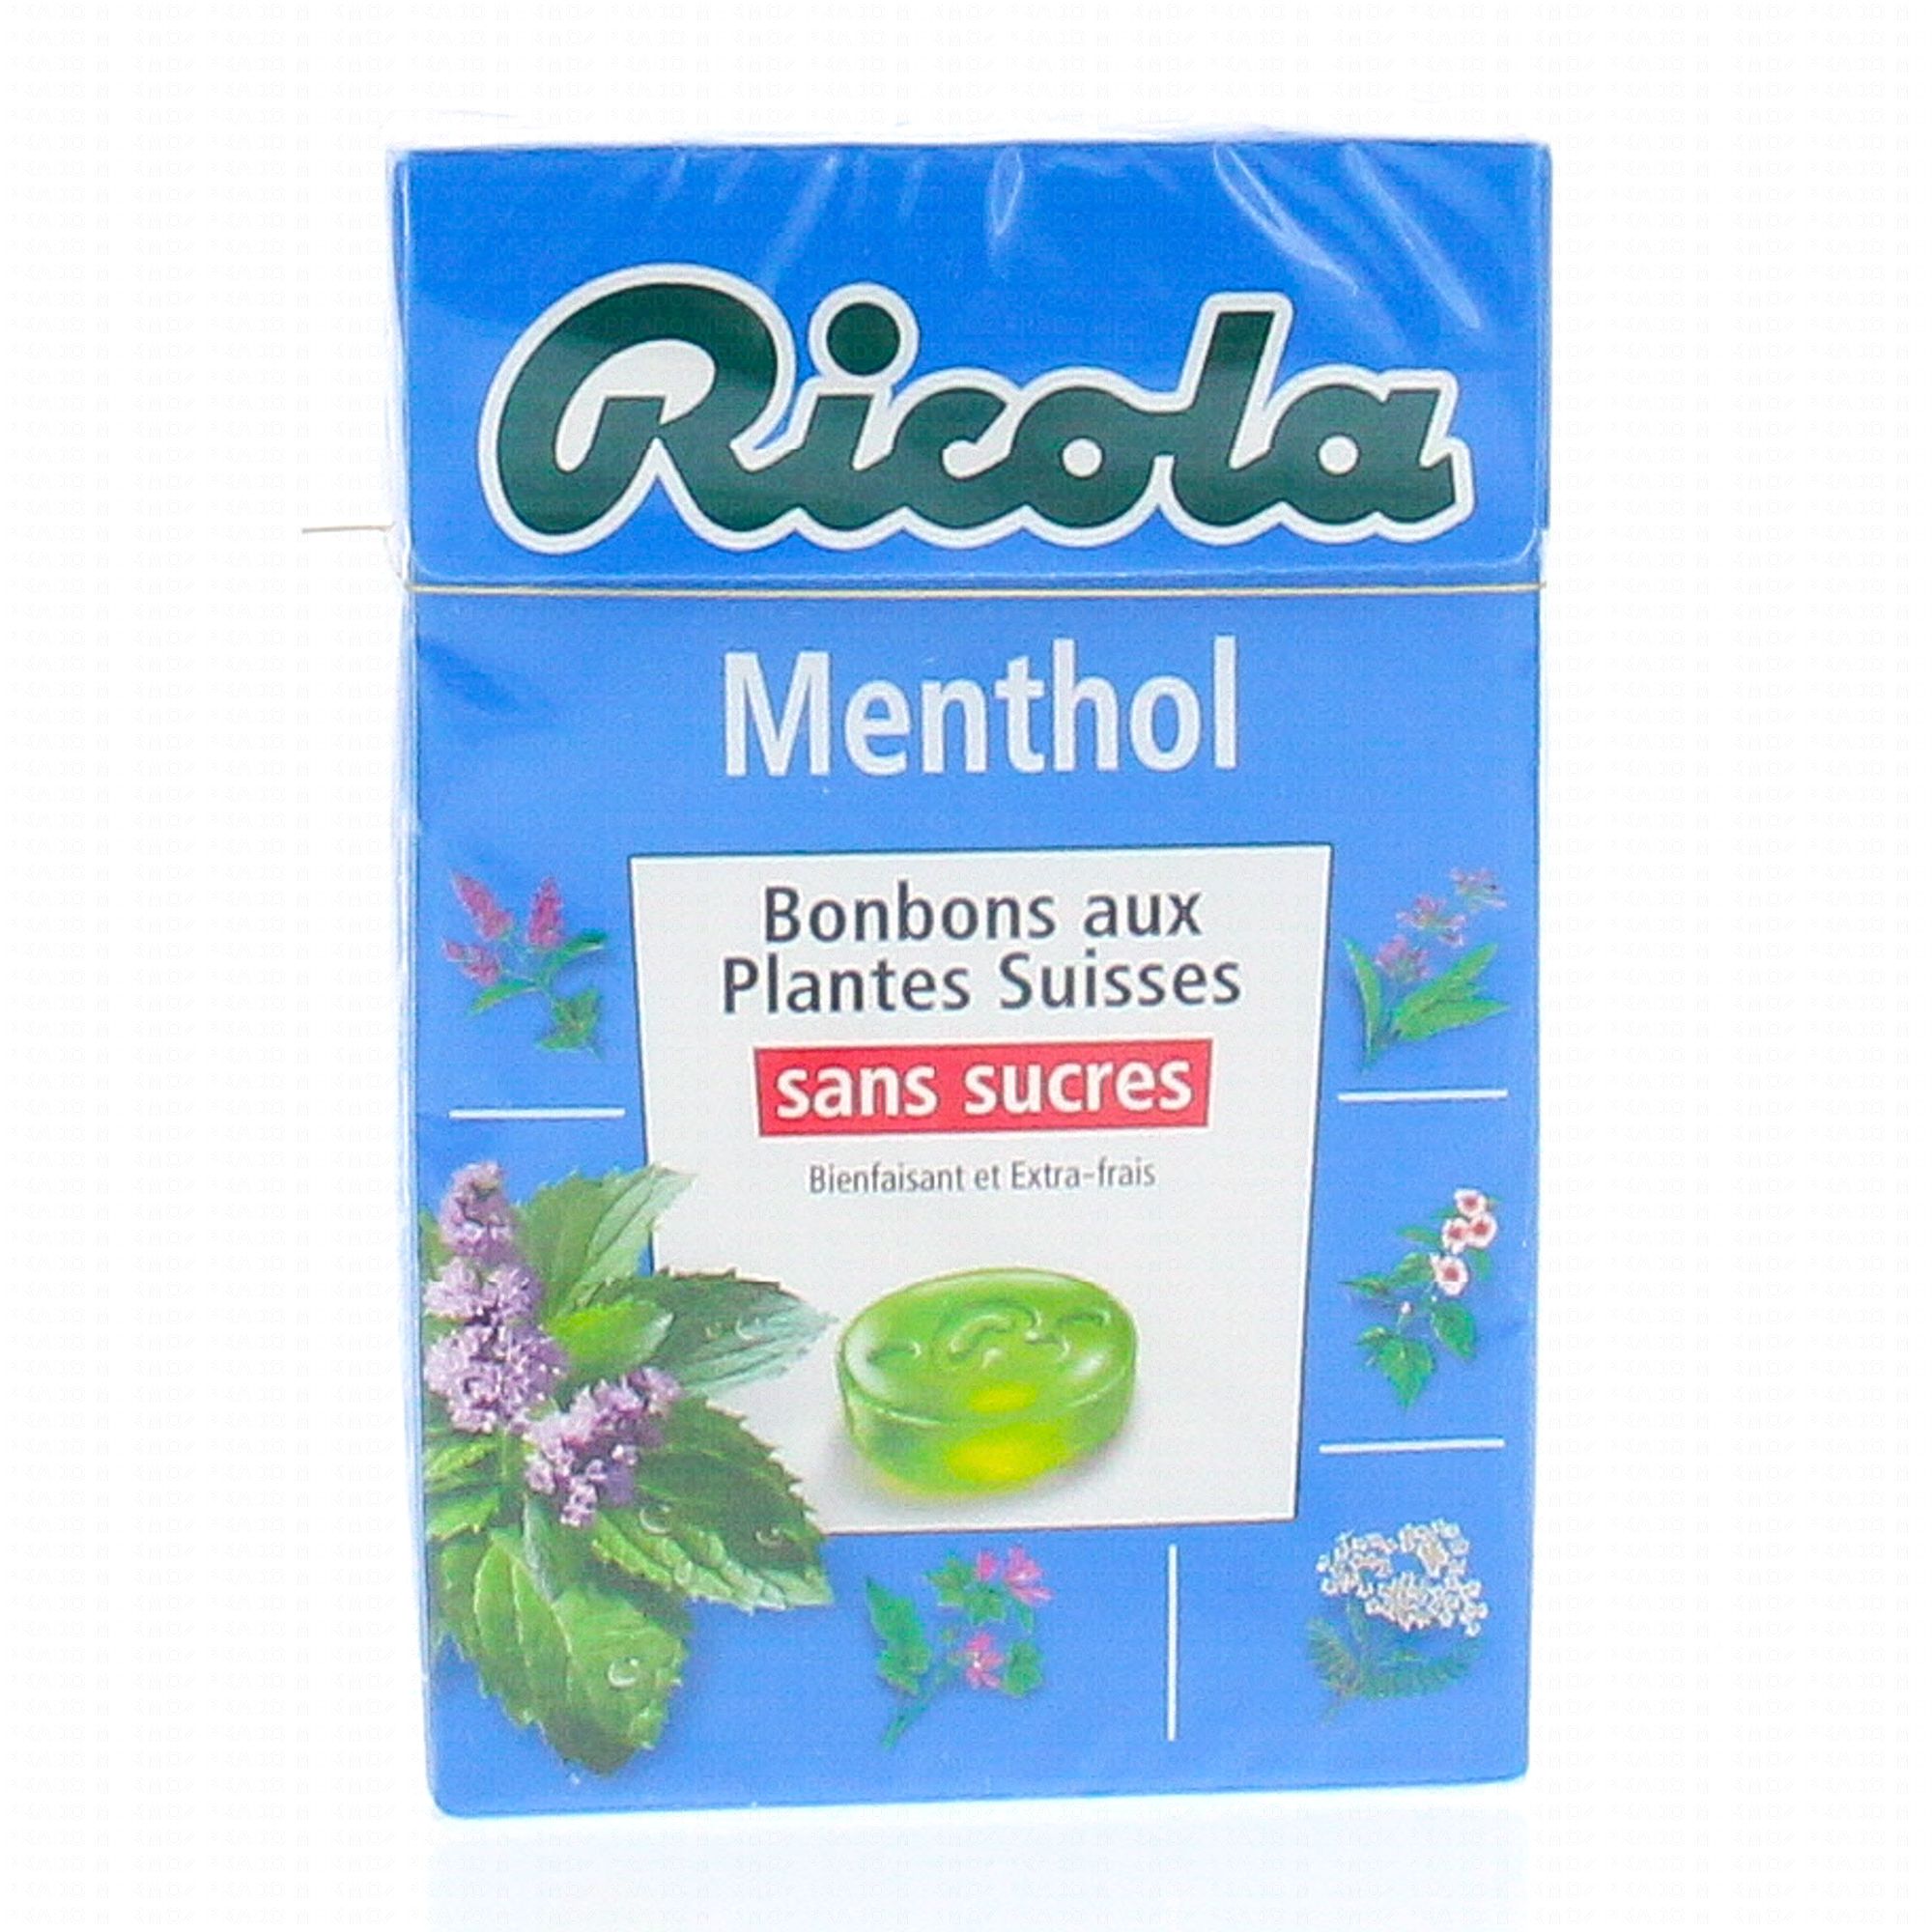 Ricola
Menthol
Bonbons aux
Plantes Suisses
sans sucres
Bienfaisant et Extra-frais